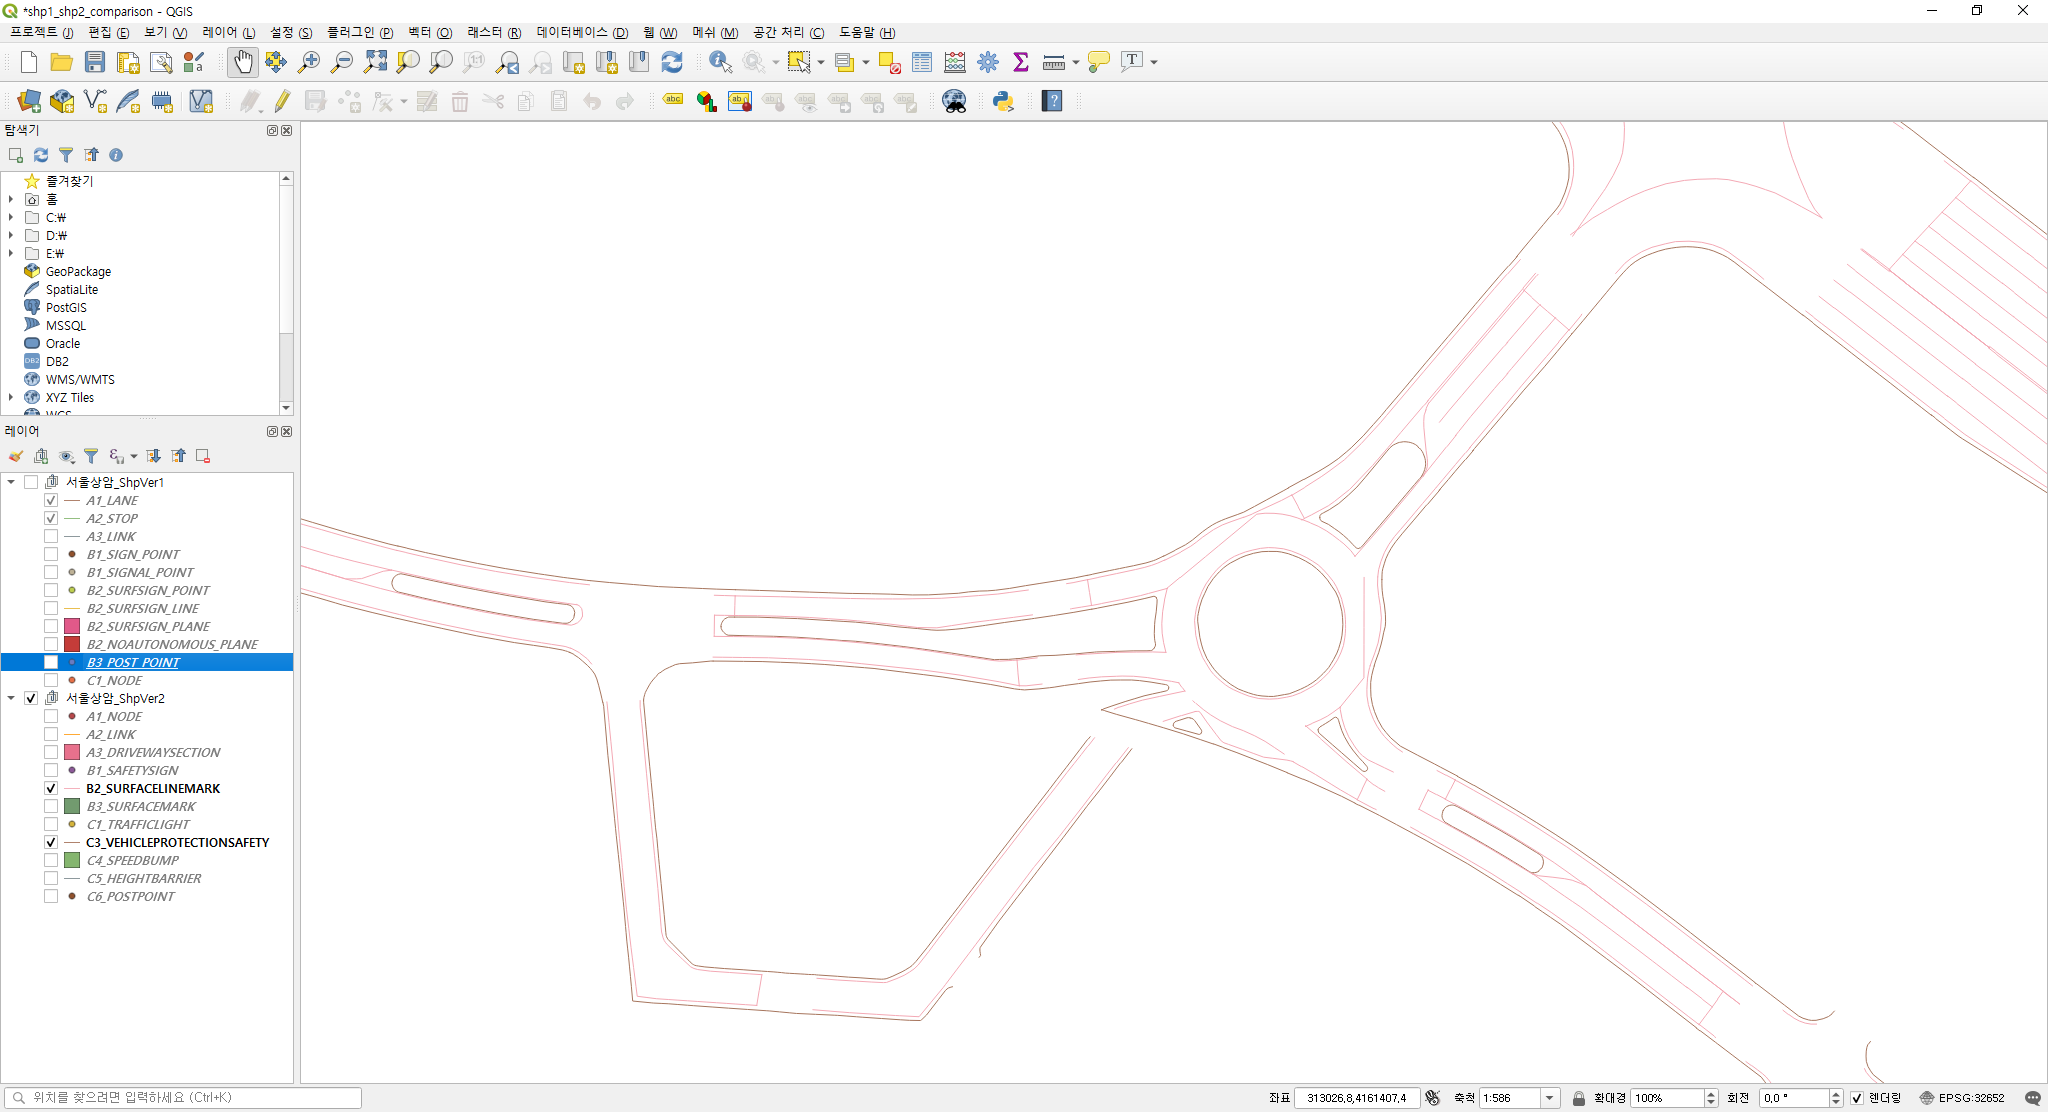 *shp1_shp2_comparison - QGIS
프로젝트 (J) 편집 (E) 보기 (V) 레이어 (L) 설정 (S) 플러그인 (P) 벡터 (O) 래스터 (R) 데이터베이스 (D) 웹 (W) 메쉬 (M) 공간 처리 (C) 도움말 (H)
탐색기
즐겨찾기
홈
C:₩
D:₩
E:₩
GeoPackage
SpatiaLite
PostGIS
MSSQL
Oracle
DB2
WMS/WMTS
XYZ Tiles
WCS
레이어
서울상암_ShpVer1
A1_LANE
A2_STOP
A3_LINK
B1_SIGN_POINT
B1_SIGNAL_POINT
B2_SURFSIGN_POINT
B2_SURFSIGN_LINE
B2_SURFSIGN_PLANE
B2_NOAUTONOMOUS_PLANE
B3_POST_POINT
C1_NODE
서울상암_ShpVer2
A1_NODE
A2_LINK
A3_DRIVEWAYSECTION
B1_SAFETYSIGN
B2_SURFACELINEMARK
B3_SURFACEMARK
C1_TRAFFICLIGHT
C3_VEHICLEPROTECTIONSAFETY
C4_SPEEDBUMP
C5_HEIGHTBARRIER
C6_POSTPOINT
위치를 찾으려면 입력하세요 (Ctrl+K) 좌표 313026,8,4161407,4 축척 1:586 확대경 100% 회전 0,0 ° 렌더링 EPSG:32652